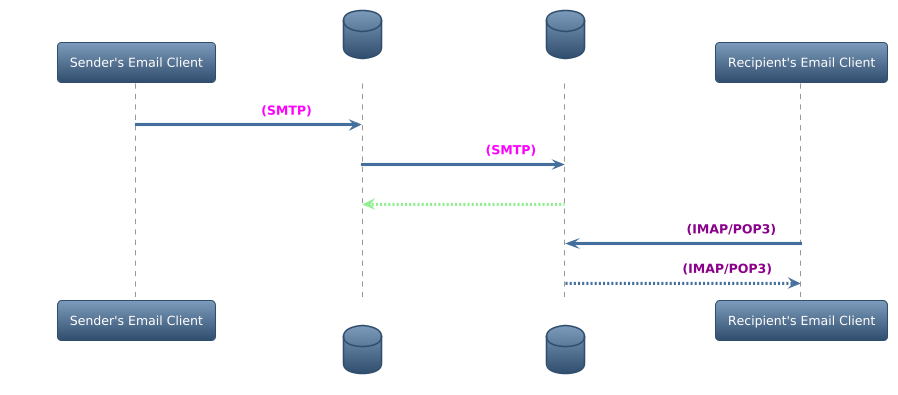 Sender's Email Client
Recipient's Email Client
(SMTP)
(SMTP)
(IMAP/POP3)
(IMAP/POP3)
Sender's Email Client
Recipient's Email Client